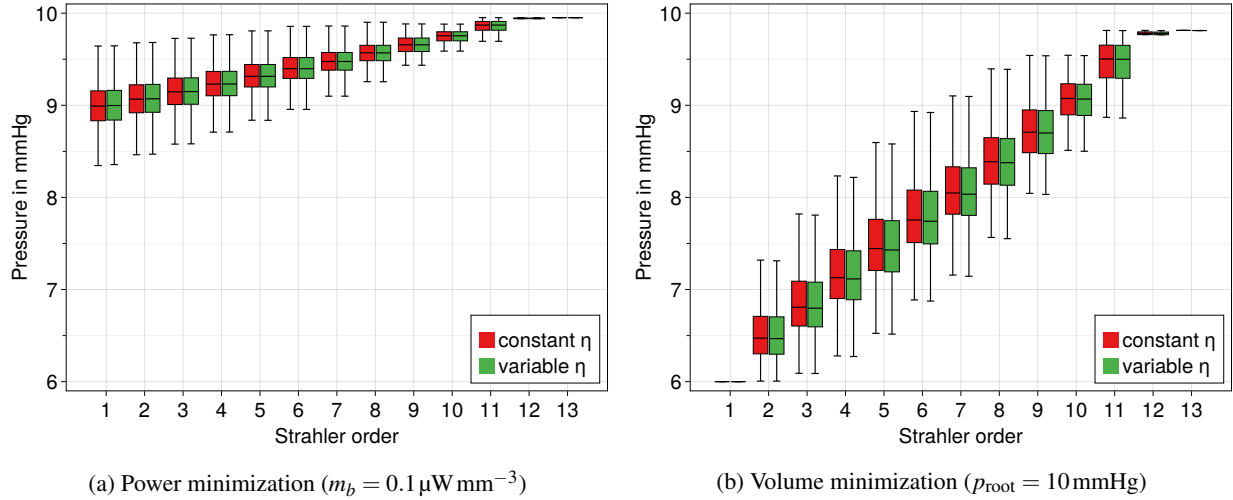 10
9
8
7
6
Pressure in mmHg
constant η
variable η
1 2 3 4 5 6 7 8 9 10 11 12 13
Strahler order
(a) Power minimization (m_b = 0.1 µW mm⁻³)
10
9
8
7
6
Pressure in mmHg
constant η
variable η
1 2 3 4 5 6 7 8 9 10 11 12 13
Strahler order
(b) Volume minimization (p_root = 10 mmHg)